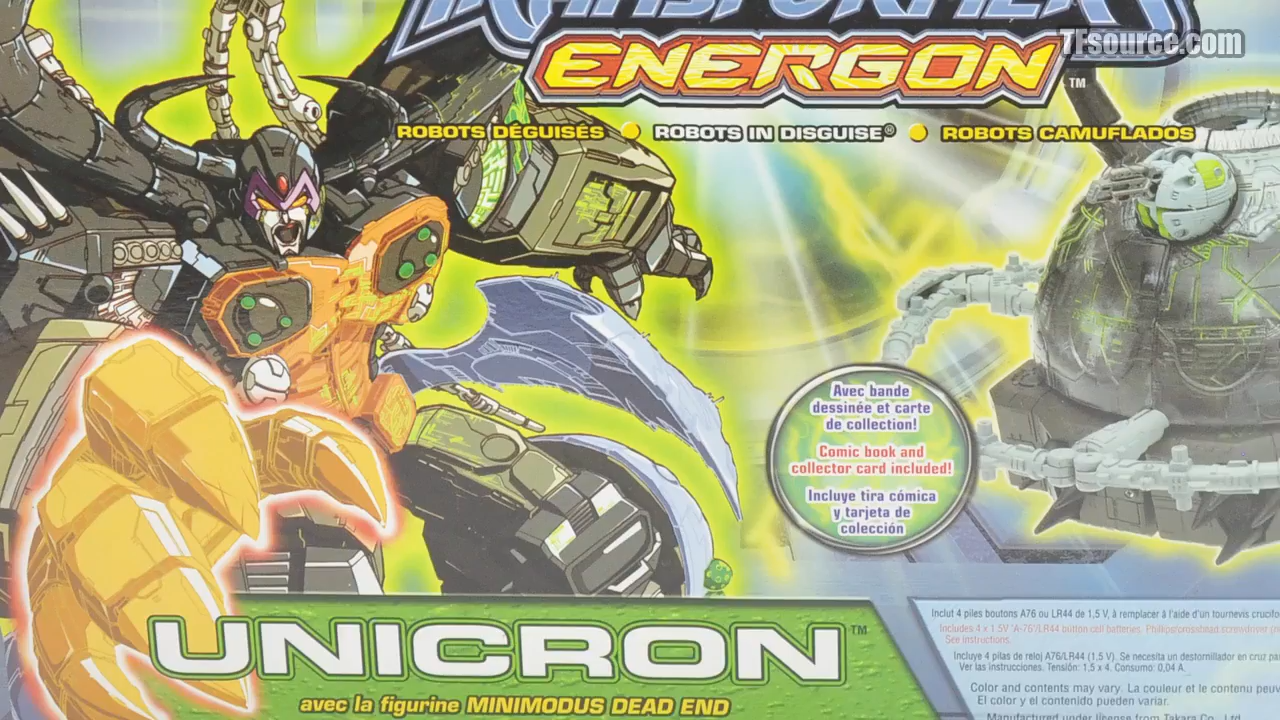 TRANSFORMERS
TFsource.com
ENERGON™
ROBOTS DÉGUISÉS ROBOTS IN DISGUISE® ROBOTS CAMUFLADOS
Avec bande
dessinée et carte
de collection!
Comic book and
collector card included!
Incluye tira cómica
y tarjeta de
colección
UNICRON™
avec la figurine MINIMODUS DEAD END
Inclut 4 piles boutons A76 ou LR44 de 1,5 V, à remplacer à l'aide d'un tournevis
Includes 4 x 1.5V "A-76"/LR44 button cell batteries. Phillips/crosshead screwdriver
See instructions.
Incluye 4 pilas de reloj A76/LR44 (1,5 V). Se necesita un destornillador en cruz
Ver las instrucciones. Tensión: 1,5 x 4. Consumo: 0,04 A.
Color and contents may vary. La couleur et le contenu
El color y el contenido pueden variar.
Manufactured under license from Takara Co., Ltd.